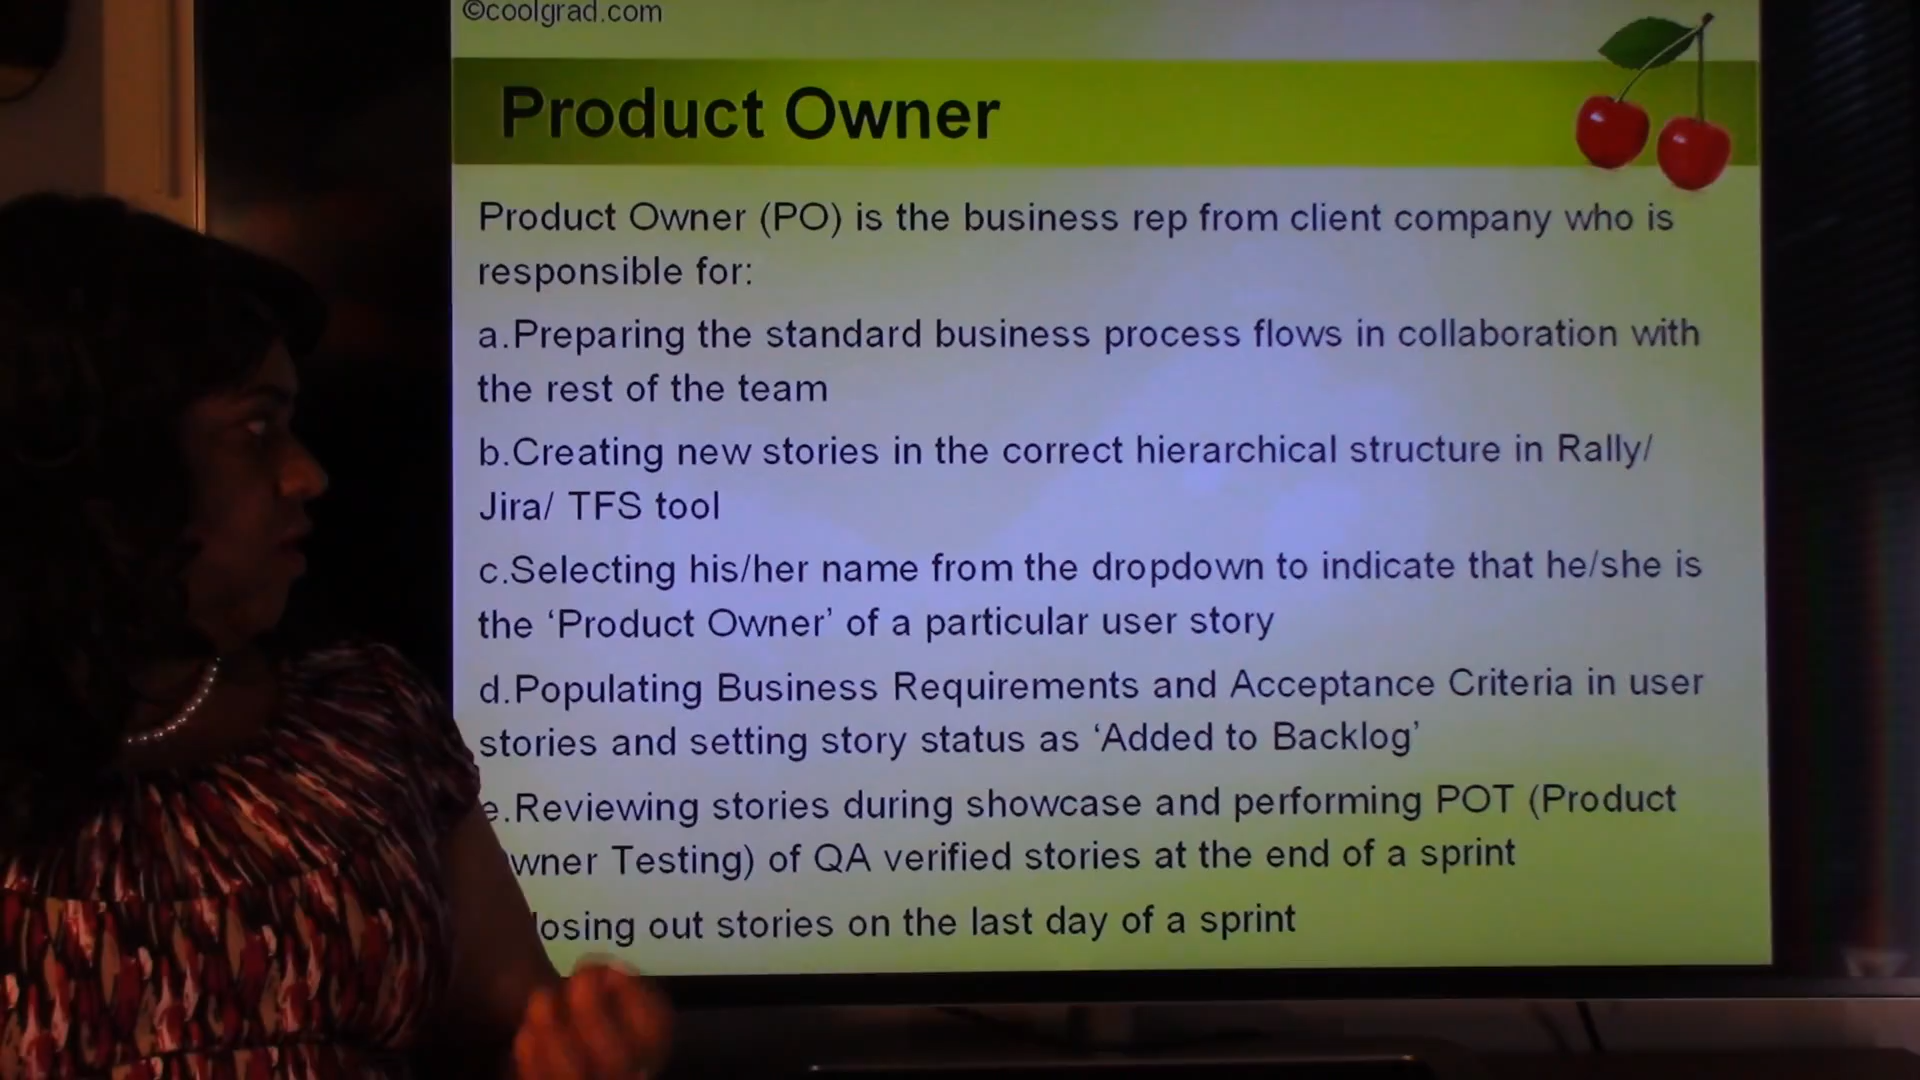 ©coolgrad.com
Product Owner
Product Owner (PO) is the business rep from client company who is
responsible for:
a.Preparing the standard business process flows in collaboration with
the rest of the team
b.Creating new stories in the correct hierarchical structure in Rally/
Jira/ TFS tool
c.Selecting his/her name from the dropdown to indicate that he/she is
the ‘Product Owner’ of a particular user story
d.Populating Business Requirements and Acceptance Criteria in user
stories and setting story status as ‘Added to Backlog’
e.Reviewing stories during showcase and performing POT (Product
wner Testing) of QA verified stories at the end of a sprint
losing out stories on the last day of a sprint